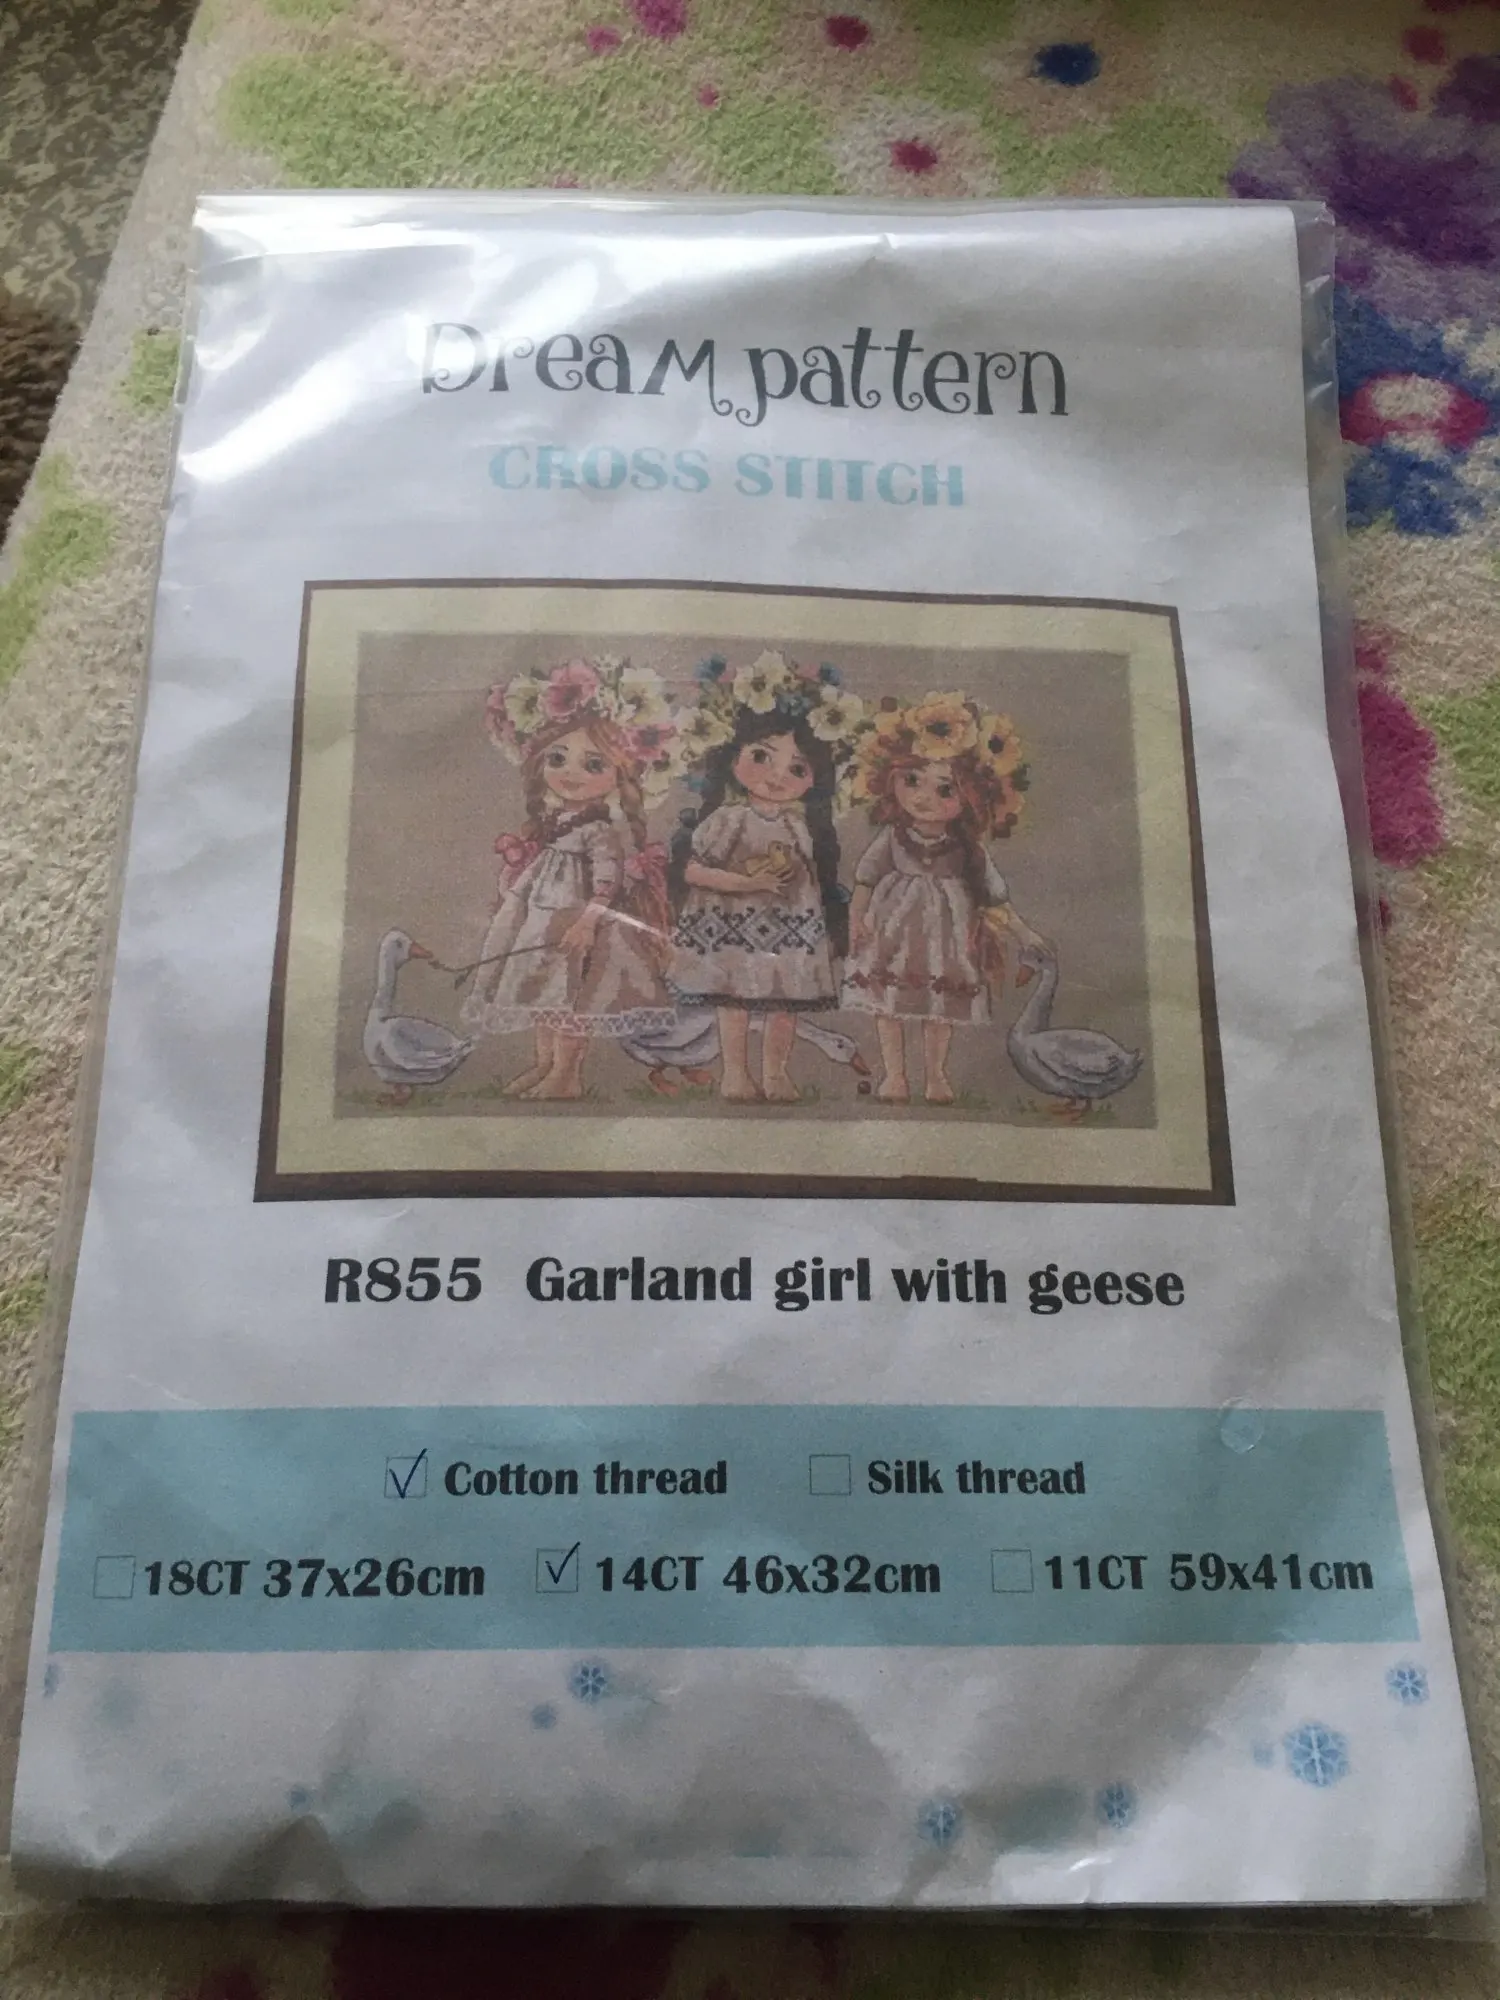 Dream pattern
CROSS STITCH
R855 Garland girl with geese
✓ Cotton thread ☐ Silk thread
☐ 18CT 37x26cm ✓ 14CT 46x32cm ☐ 11CT 59x41cm